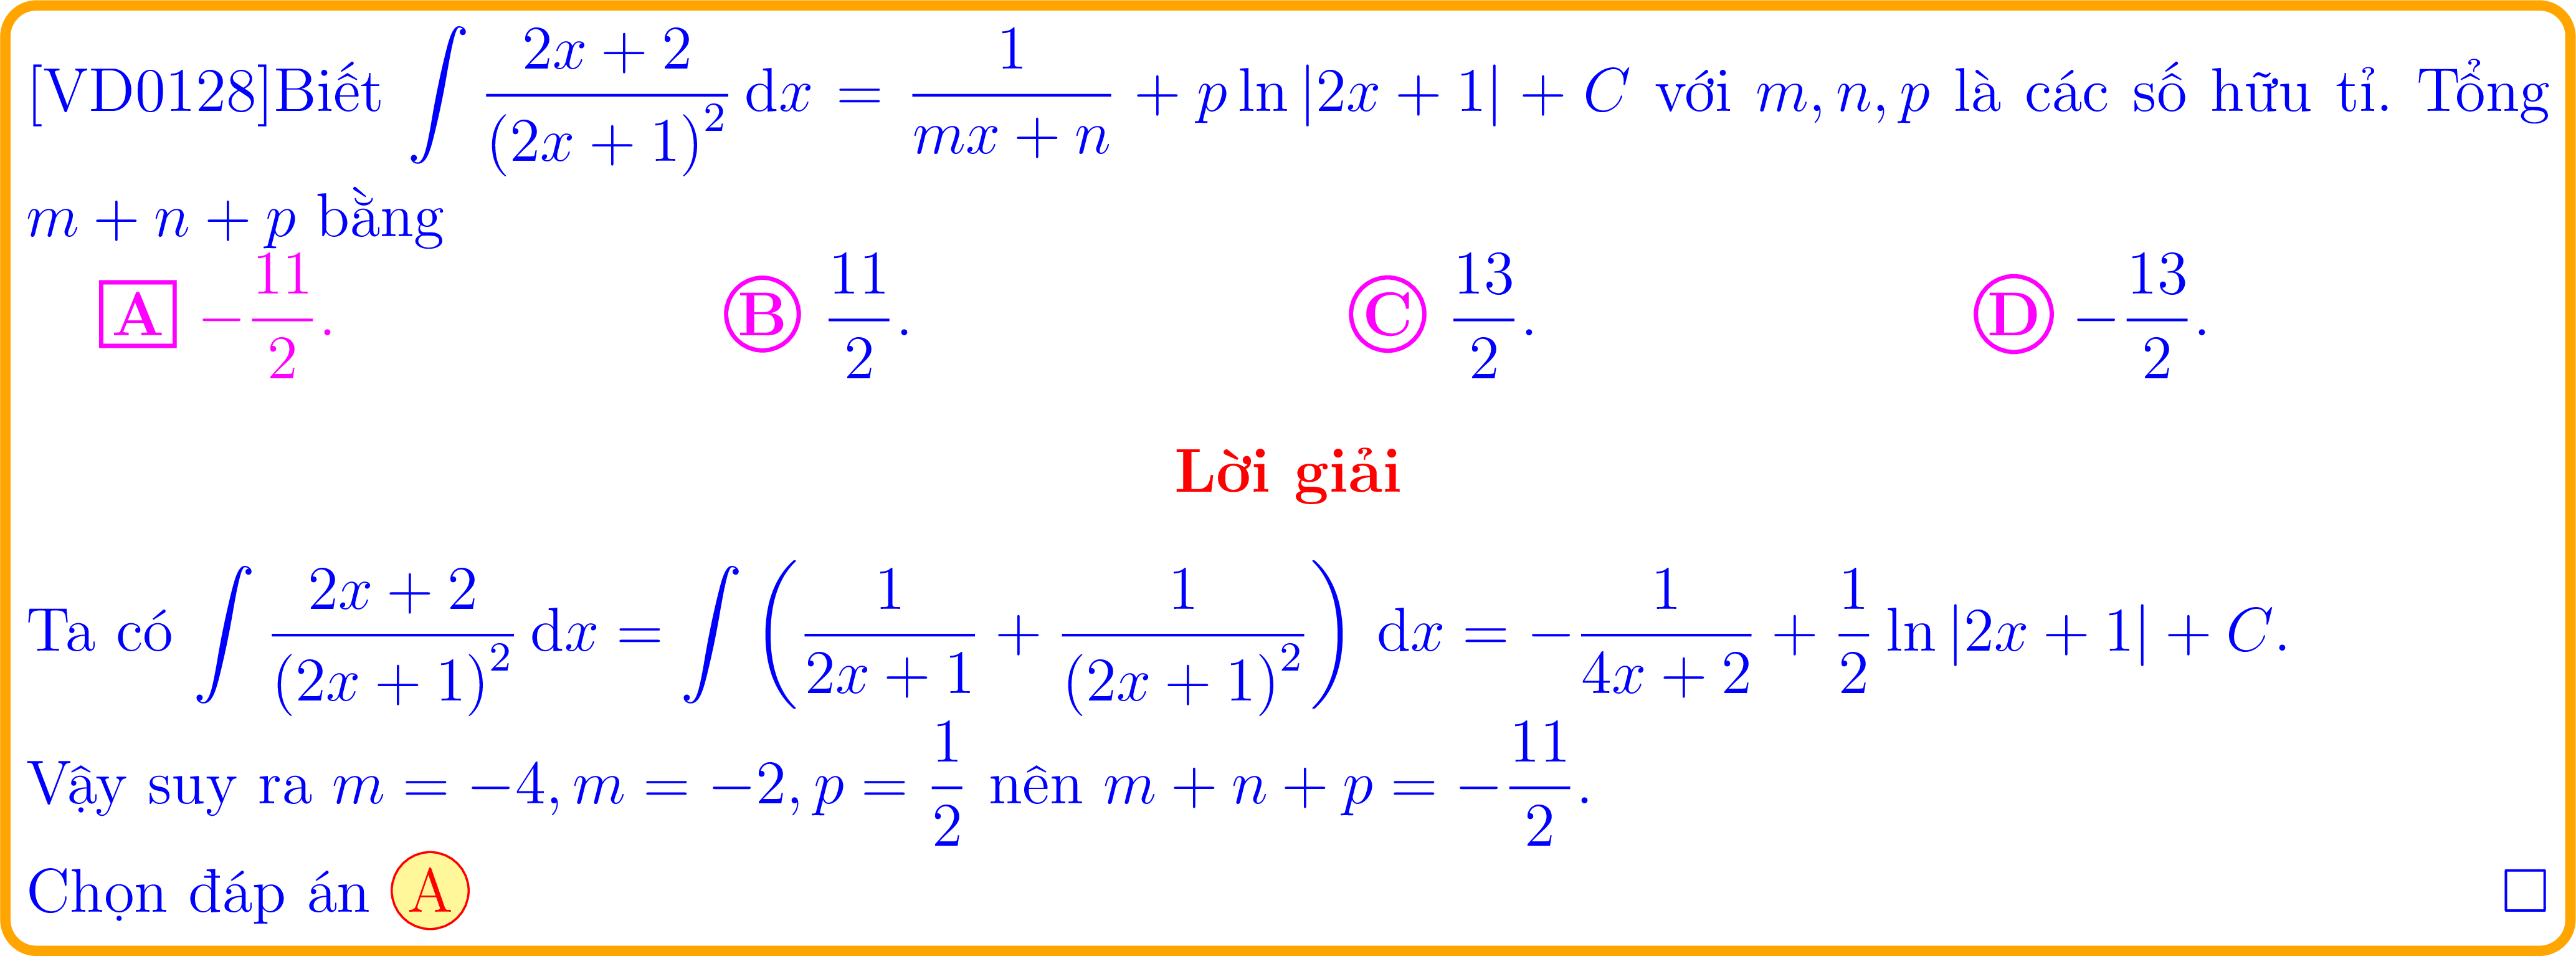 [VD0128]Biết $\int \frac{2x+2}{(2x+1)^2}\,\mathrm{d}x = \frac{1}{mx+n} + p\ln|2x+1| + C$ với $m, n, p$ là các số hữu tỉ. Tổng
$m + n + p$ bằng
A $-\frac{11}{2}$. B $\frac{11}{2}$. C $\frac{13}{2}$. D $-\frac{13}{2}$.
Lời giải
Ta có $\int \frac{2x+2}{(2x+1)^2}\,\mathrm{d}x = \int \left(\frac{1}{2x+1} + \frac{1}{(2x+1)^2}\right)\,\mathrm{d}x = -\frac{1}{4x+2} + \frac{1}{2}\ln|2x+1| + C.$
Vậy suy ra $m = -4, m = -2, p = \frac{1}{2}$ nên $m + n + p = -\frac{11}{2}.$
Chọn đáp án A □